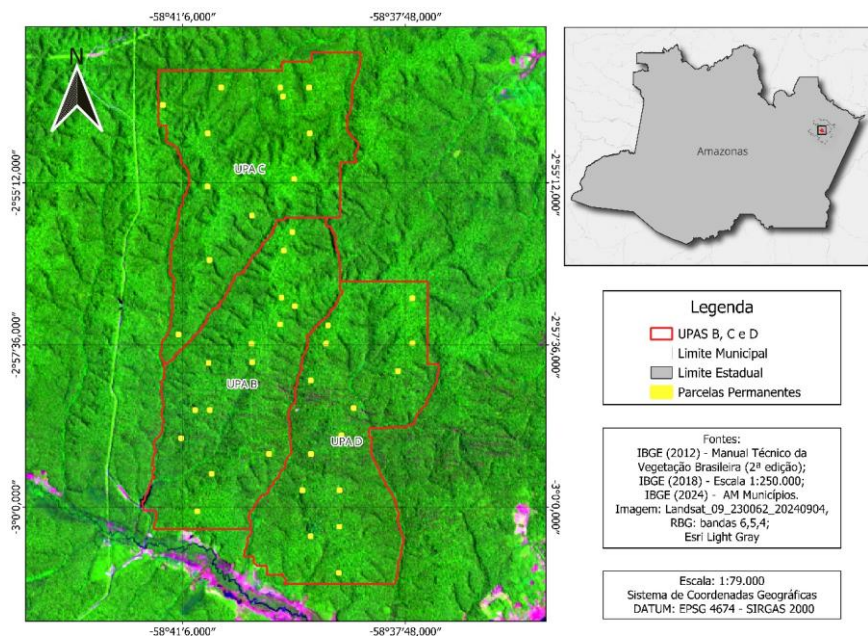 -58°41'6,000"
-58°37'48,000"
N
UPA C
-2°55'12,000"
-2°55'12,000"
-2°57'36,000"
-2°57'36,000"
UPA B
UPA D
-3°0'0,000"
-3°0'0,000"
-58°41'6,000"
-58°37'48,000"
Amazonas
Legenda
UPAS B, C e D
Limite Municipal
Limite Estadual
Parcelas Permanentes
Fontes:
IBGE (2012) - Manual Técnico da
Vegetação Brasileira (2ª edição);
IBGE (2018) - Escala 1:250.000;
IBGE (2024) - AM Municípios.
Imagem: Landsat_09_230062_20240904,
RBG: bandas 6,5,4;
Esri Light Gray
Escala: 1:79.000
Sistema de Coordenadas Geográficas
DATUM: EPSG 4674 - SIRGAS 2000